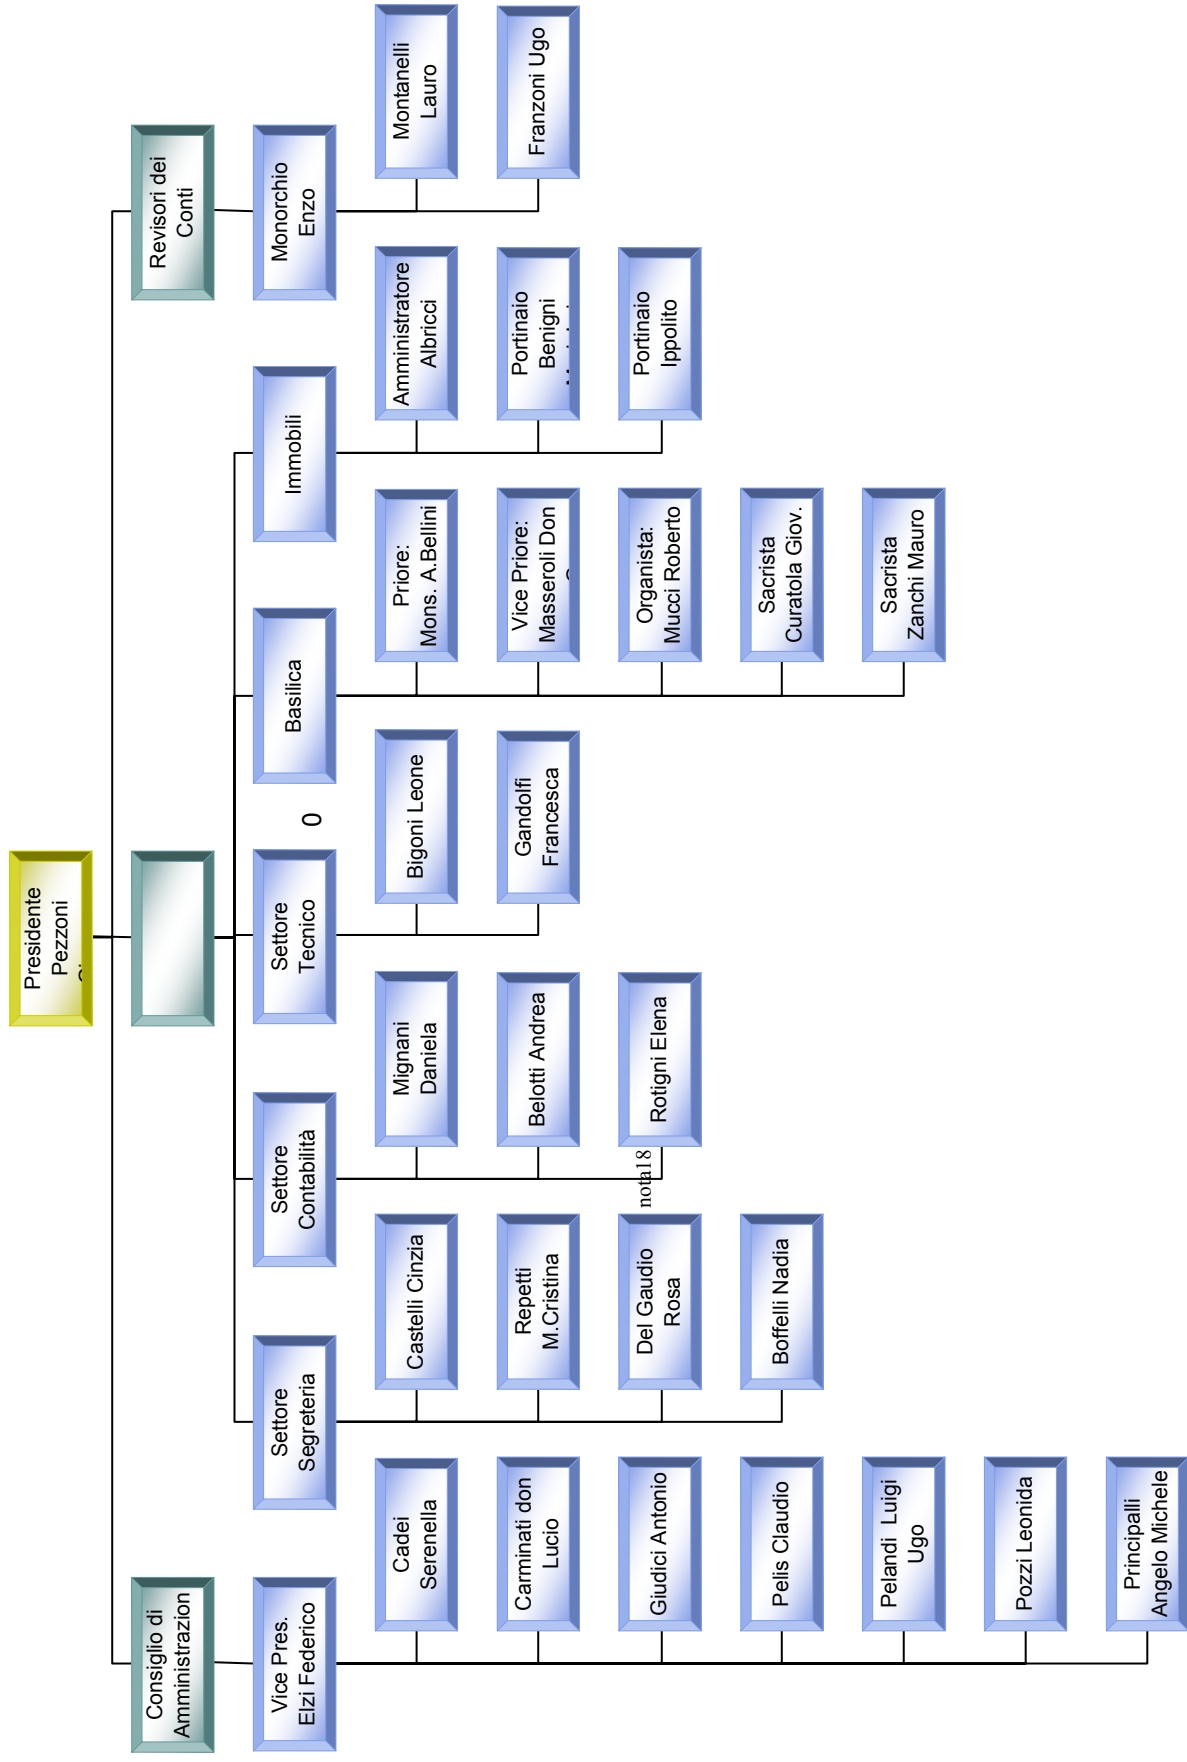 Presidente
Pezzoni
Consiglio di
Amministrazion
Revisori dei
Conti
Vice Pres.
Elzi Federico
Settore
Segreteria
Settore
Contabilità
Settore
Tecnico
0
Basilica
Immobili
Monorchio
Enzo
Cadei
Serenella
Castelli Cinzia
Mignani
Daniela
Bigoni Leone
Priore:
Mons. A.Bellini
Amministratore
Albricci
Montanelli
Lauro
Carminati don
Lucio
Repetti
M.Cristina
Belotti Andrea
Gandolfi
Francesca
Vice Priore:
Masseroli Don
Portinaio
Benigni
Franzoni Ugo
Giudici Antonio
Del Gaudio
Rosa
nota18
Rotigni Elena
Organista:
Mucci Roberto
Portinaio
Ippolito
Pelis Claudio
Boffelli Nadia
Sacrista
Curatola Giov.
Pelandi Luigi
Ugo
Sacrista
Zanchi Mauro
Pozzi Leonida
Principalli
Angelo Michele